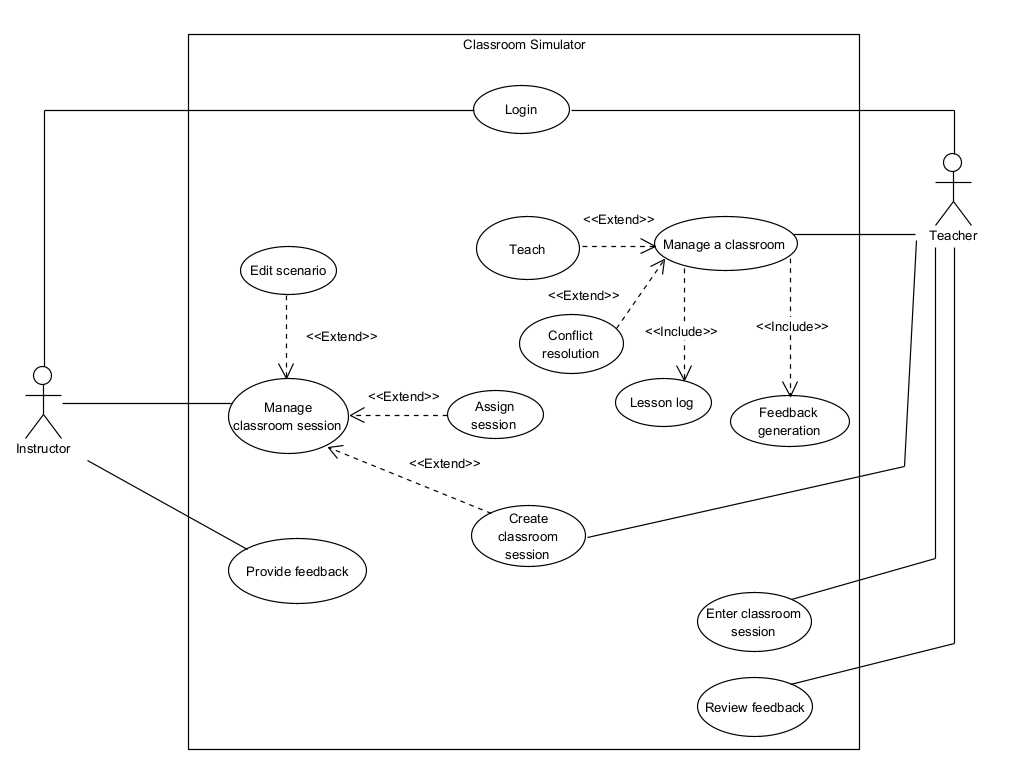 Classroom Simulator
Login
Teacher
<<Extend>>
Teach
Manage a classroom
Edit scenario
<<Extend>>
Conflict
resolution
<<Include>>
<<Include>>
<<Extend>>
Lesson log
Feedback
generation
Manage
classroom session
<<Extend>>
Assign
session
Instructor
<<Extend>>
Create
classroom
session
Provide feedback
Enter classroom
session
Review feedback